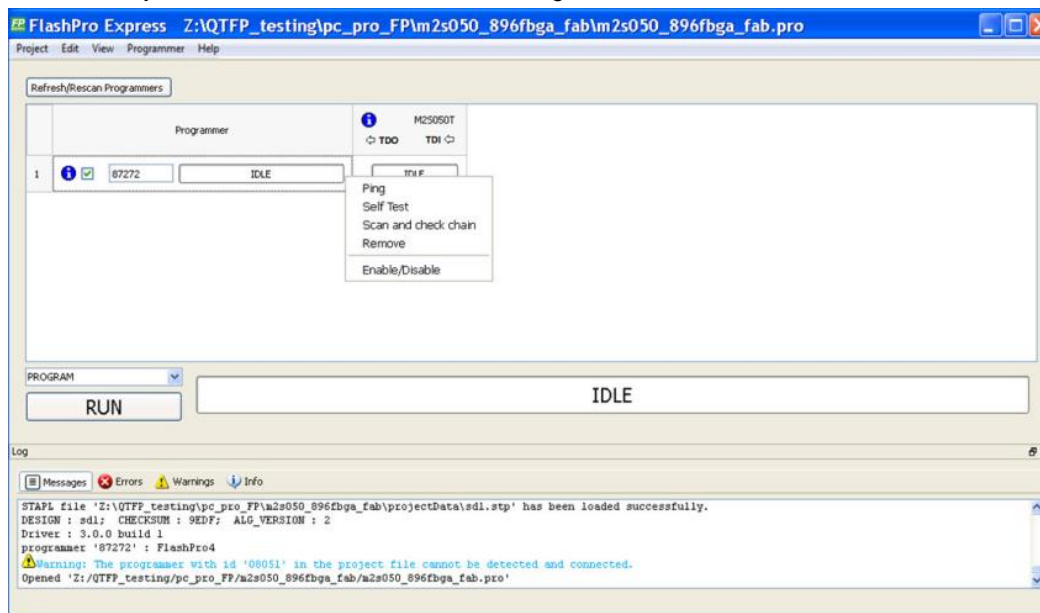 FlashPro Express Z:\QTFP_testing\pc_pro_FP\m2s050_896fbga_fab\m2s050_896fbga_fab.pro
Project Edit View Programmer Help
Refresh/Rescan Programmers
Programmer
M2S050T
TDO TDI
1 87272 IDLE IDLE
Ping
Self Test
Scan and check chain
Remove
Enable/Disable
PROGRAM
RUN
IDLE
Log
Messages Errors Warnings Info
STAPL file 'Z:\QTFP_testing\pc_pro_FP\m2s050_896fbga_fab\projectData\sdl.stp' has been loaded successfully.
DESIGN : sdl; CHECKSUM : 9EDF; ALG_VERSION : 2
Driver : 3.0.0 build 1
programmer '87272' : FlashPro4
Warning: The programmer with id '08051' in the project file cannot be detected and connected.
Opened 'Z:/QTFP_testing/pc_pro_FP/m2s050_896fbga_fab/m2s050_896fbga_fab.pro'